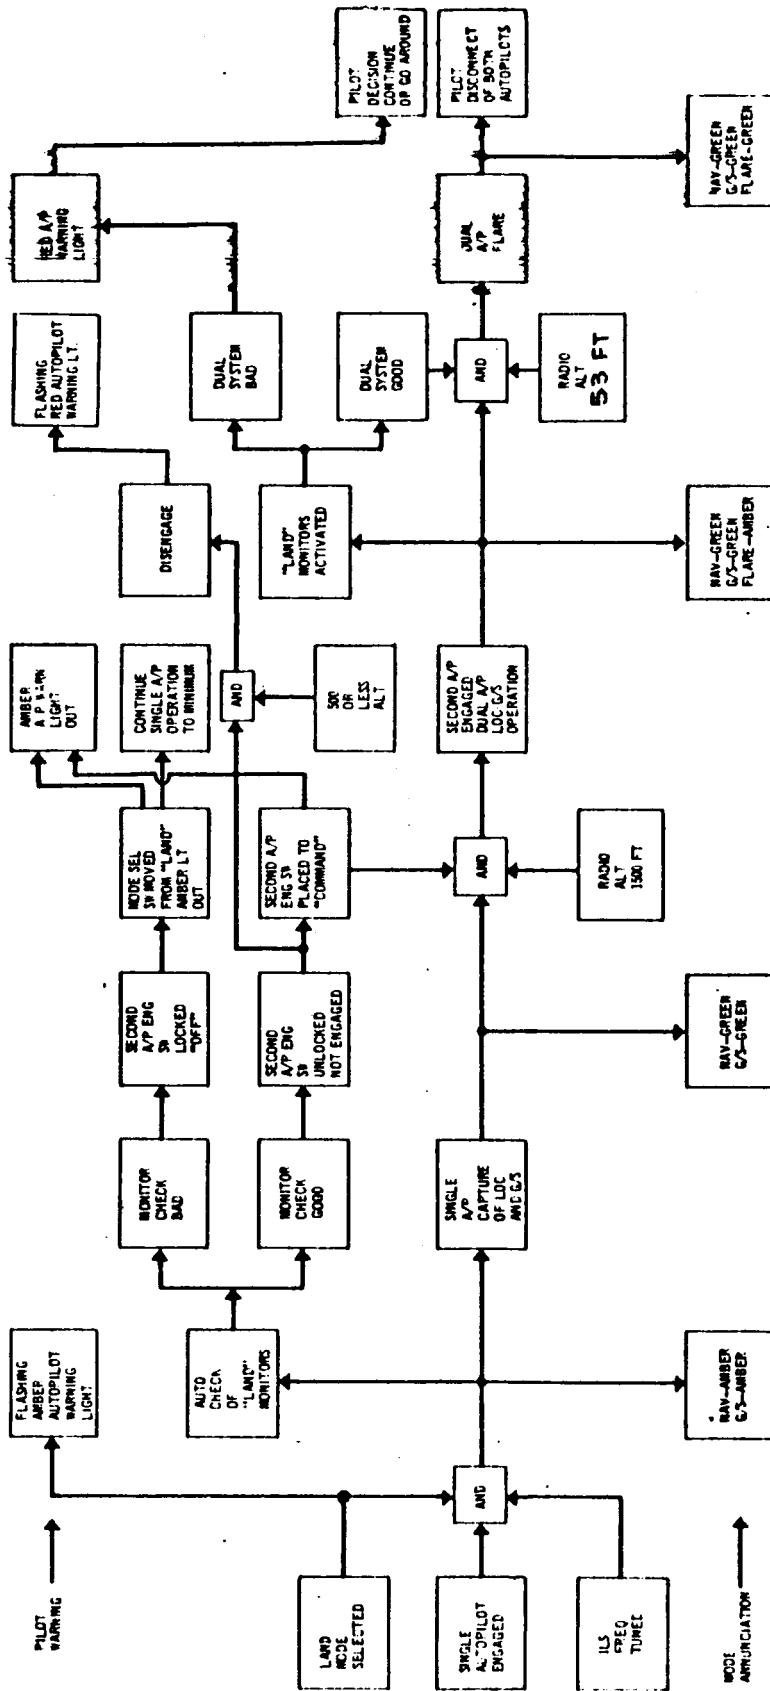 PILOT
WARNING
FLASHING
AMBER
AUTOPILOT
WARNING
LIGHT
AMBER
A P WARN
LIGHT
OUT
FLASHING
RED AUTOPILOT
WARNING LT.
RED A/P
WARNING
LIGHT
MONITOR
CHECK
BAD
SECOND
A/P ENG
SW
LOCKED
"OFF"
MODE SEL
SW MOVED
FROM "LAND"
AMBER LT
OUT
CONTINUE
SINGLE A/P
OPERATION
TO MINIMUM
DISENGAGE
AUTO
CHECK
OF
"LAND"
MONITORS
AND
DUAL
SYSTEM
BAD
MONITOR
CHECK
GOOD
SECOND
A/P ENG
SW
UNLOCKED
NOT ENGAGED
SECOND A/P
ENG SW
PLACED TO
"COMMAND"
500
OR
LESS
ALT
"LAND"
MONITORS
ACTIVATED
DUAL
SYSTEM
GOOD
PILOT
DECISION
CONTINUE
OR GO AROUND
LAND
MODE
SELECTED
SINGLE
AUTOPILOT
ENGAGED
AND
SINGLE
A/P
CAPTURE
OF LOC
AND G/S
AND
SECOND A/P
ENGAGED
DUAL A/P
LOC G/S
OPERATION
AND
DUAL
A/P
FLARE
PILOT
DISCONNECT
OF BOTH
AUTOPILOTS
ILS
FREQ
TUNED
RADIO
ALT
1500 FT
RADIO
ALT
53 FT
MODE
ANNUNCIATION
NAV-AMBER
G/S-AMBER
NAV-GREEN
G/S-GREEN
NAV-GREEN
G/S-GREEN
FLARE-AMBER
NAV-GREEN
G/S-GREEN
FLARE-GREEN